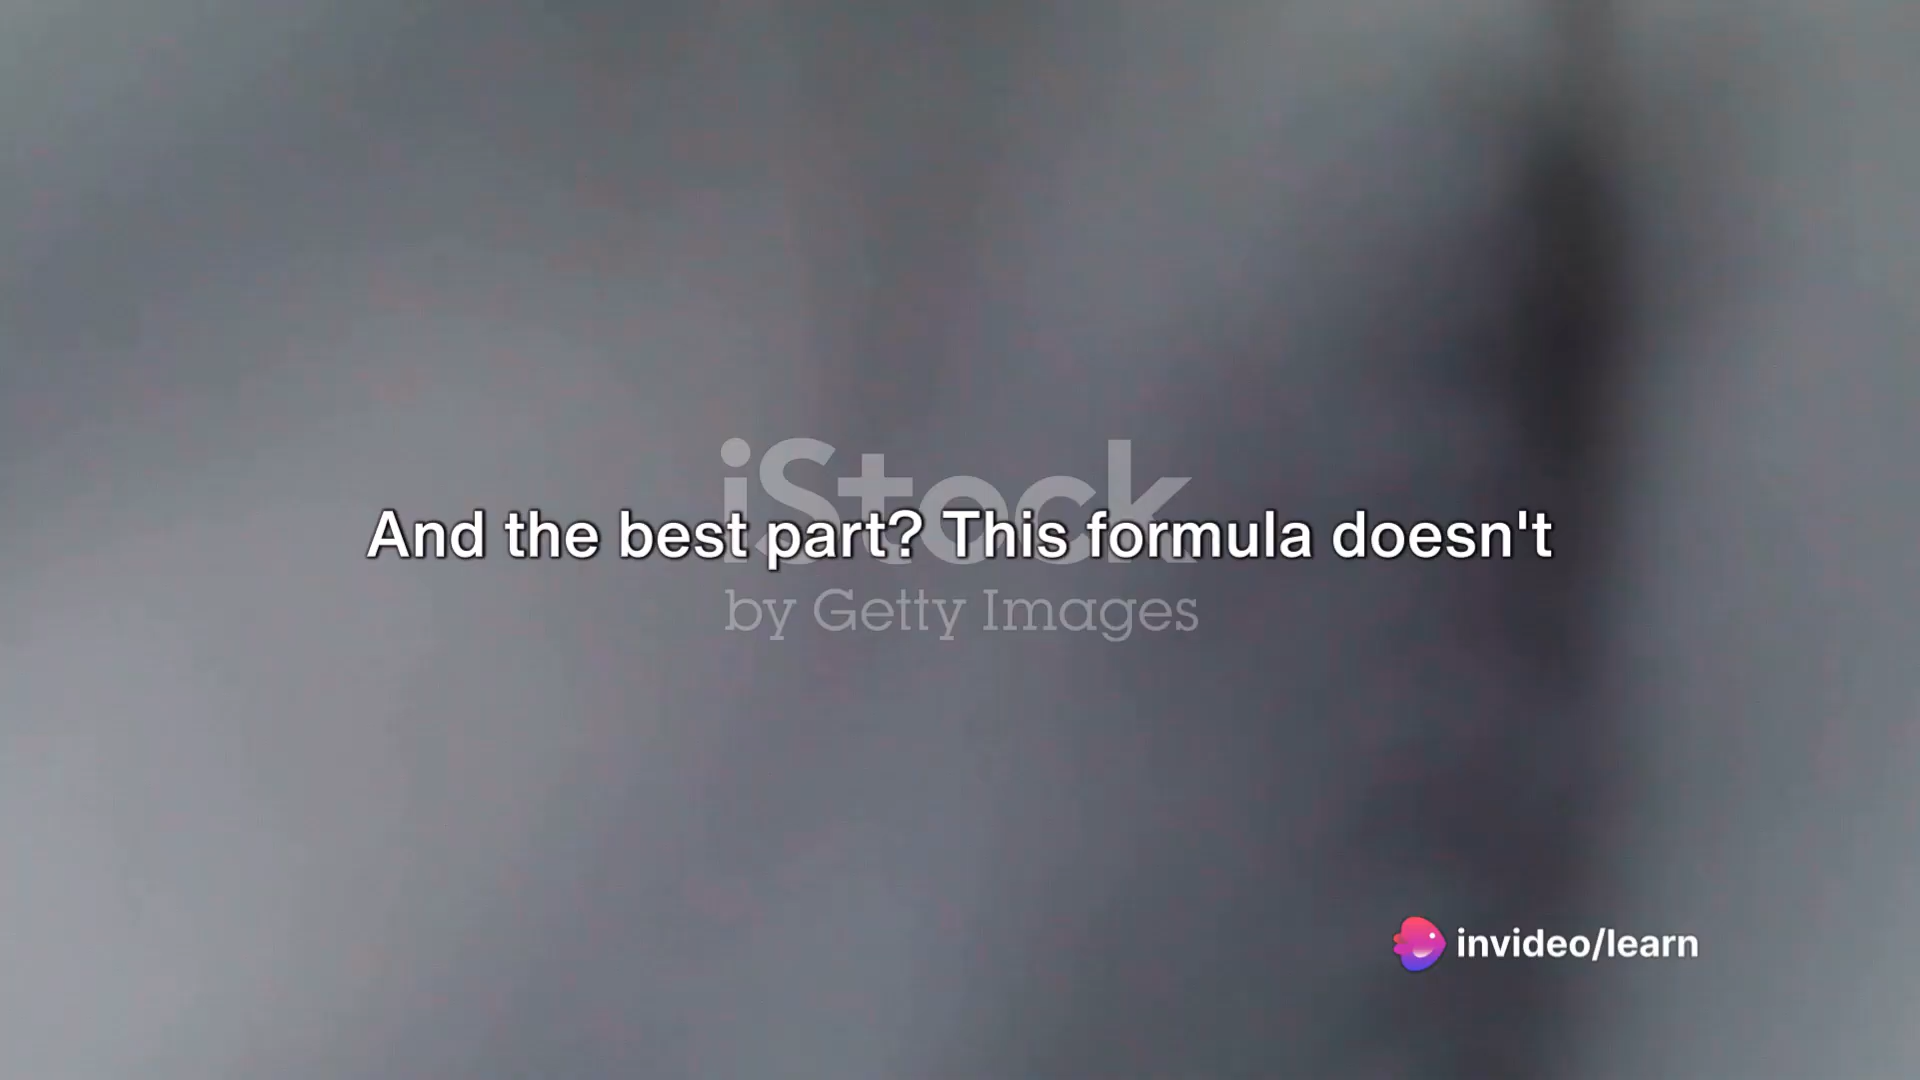 iStock
And the best part? This formula doesn't
by Getty Images
invideo/learn